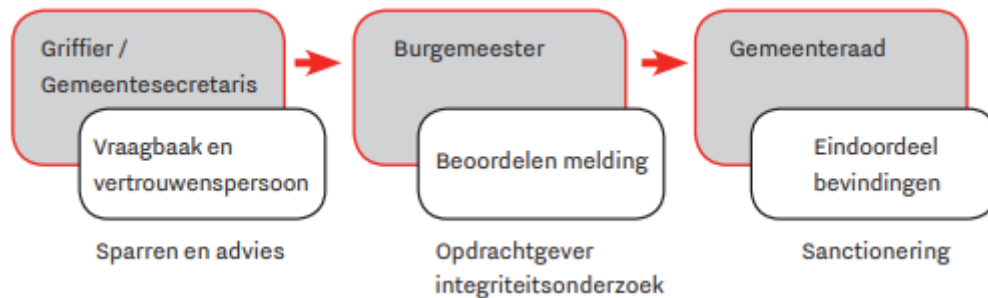 Griffier /
Gemeentesecretaris
Vraagbaak en
vertrouwenspersoon
Sparren en advies
Burgemeester
Beoordelen melding
Opdrachtgever
integriteitsonderzoek
Gemeenteraad
Eindoordeel
bevindingen
Sanctionering